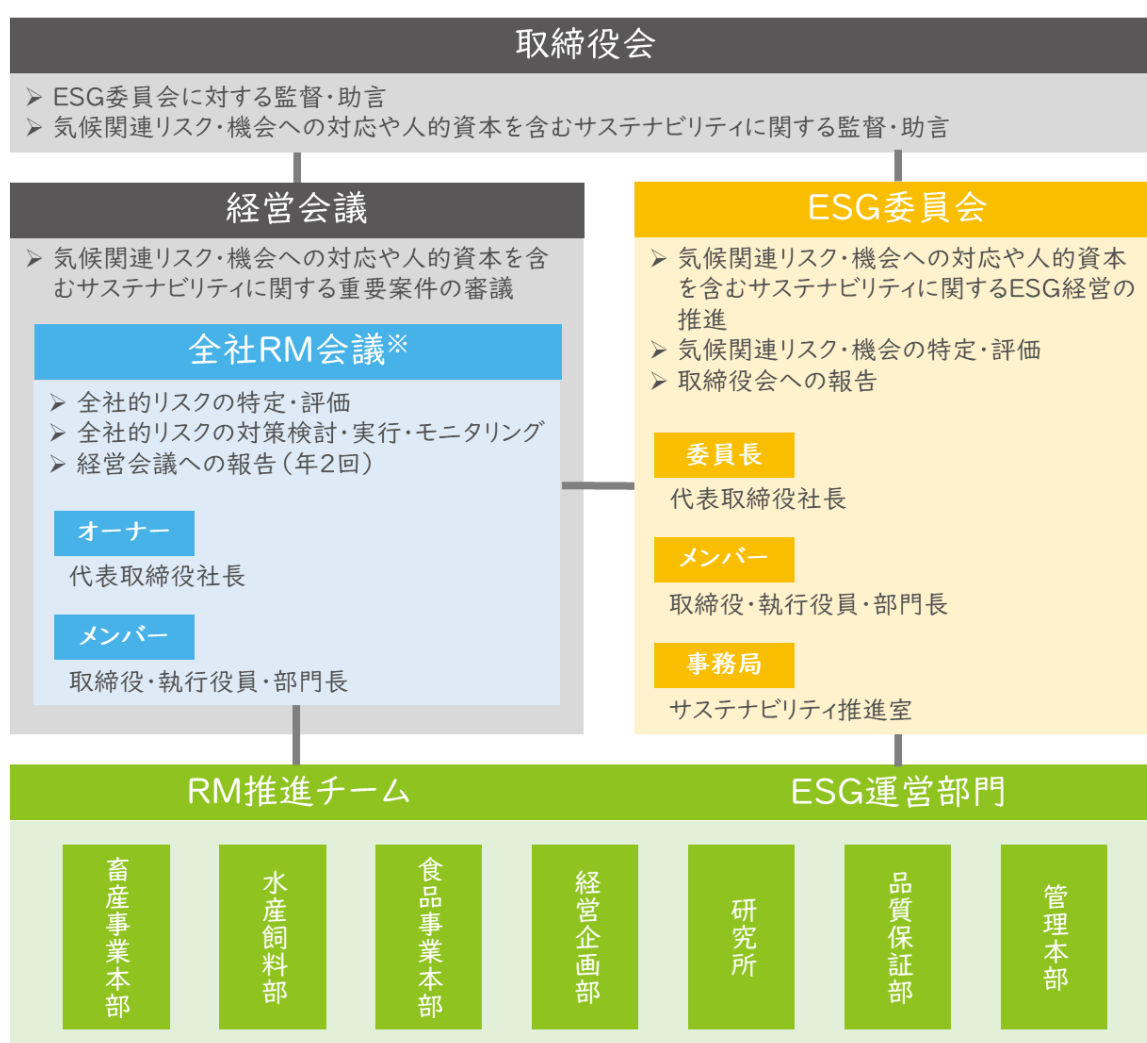 取締役会
➢ ESG委員会に対する監督・助言
➢ 気候関連リスク・機会への対応や人的資本を含むサステナビリティに関する監督・助言
経営会議
➢ 気候関連リスク・機会への対応や人的資本を含
むサステナビリティに関する重要案件の審議
全社RM会議※
➢ 全社的リスクの特定・評価
➢ 全社的リスクの対策検討・実行・モニタリング
➢ 経営会議への報告（年2回）
オーナー
代表取締役社長
メンバー
取締役・執行役員・部門長
ESG委員会
➢ 気候関連リスク・機会への対応や人的資本
を含むサステナビリティに関するESG経営の
推進
➢ 気候関連リスク・機会の特定・評価
➢ 取締役会への報告
委員長
代表取締役社長
メンバー
取締役・執行役員・部門長
事務局
サステナビリティ推進室
RM推進チーム
ESG運営部門
畜産事業本部
水産飼料部
食品事業本部
経営企画部
研究所
品質保証部
管理本部